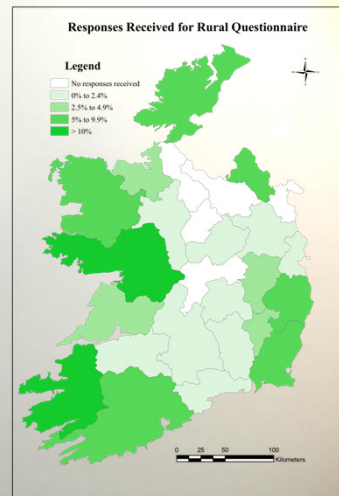 Responses Received for Rural Questionnaire
Legend
No responses received
0% to 2.4%
2.5% to 4.9%
5% to 9.9%
> 10%
0 25 50 100
Kilometers